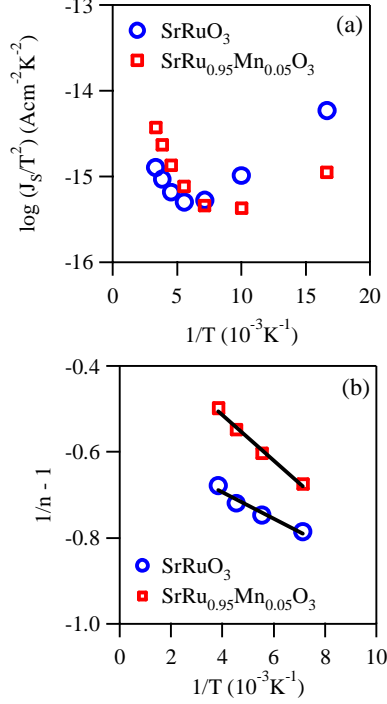 -13
(a)
SrRuO₃
SrRu₀.₉₅Mn₀.₀₅O₃
-14
-15
-16
log (J_S/T²) (Acm⁻²K⁻²)
0 5 10 15 20
1/T (10⁻³K⁻¹)
-0.4
(b)
-0.6
-0.8
-1.0
1/n - 1
SrRuO₃
SrRu₀.₉₅Mn₀.₀₅O₃
0 2 4 6 8 10
1/T (10⁻³K⁻¹)